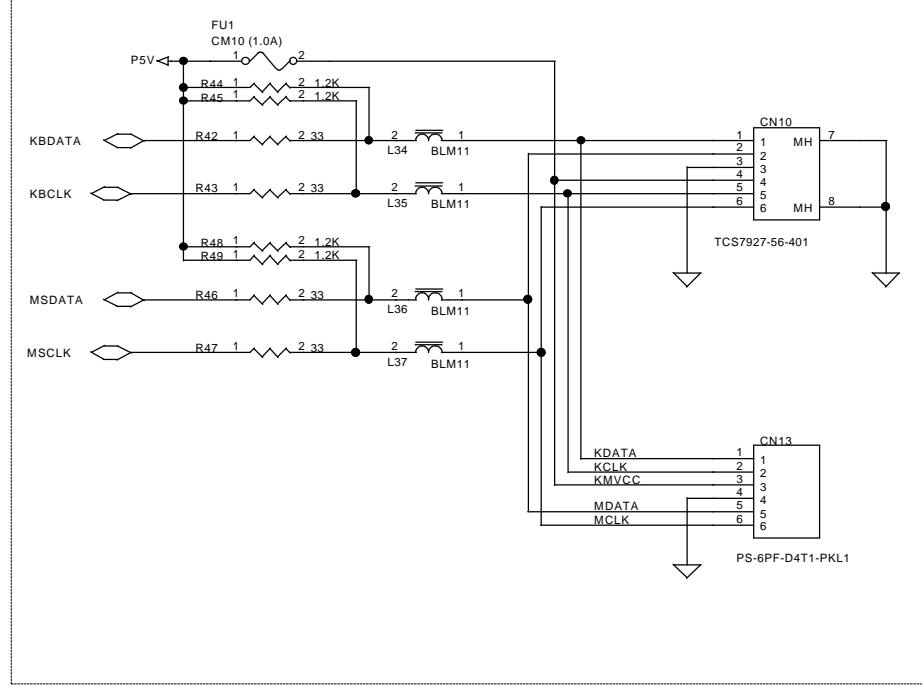 FU1
CM10 (1.0A)
P5V 1 2
R44 1 2 1.2K
R45 1 2 1.2K
KBDATA R42 1 2 33 2 1
L34 BLM11
KBCLK R43 1 2 33 2 1
L35 BLM11
R48 1 2 1.2K
R49 1 2 1.2K
MSDATA R46 1 2 33 2 1
L36 BLM11
MSCLK R47 1 2 33 2 1
L37 BLM11
CN10
1 1 MH 7
2 2
3 3
4 4
5 5
6 6 MH 8
TCS7927-56-401
CN13
KDATA 1 1
KCLK 2 2
KMVCC 3 3
4 4
MDATA 5 5
MCLK 6 6
PS-6PF-D4T1-PKL1